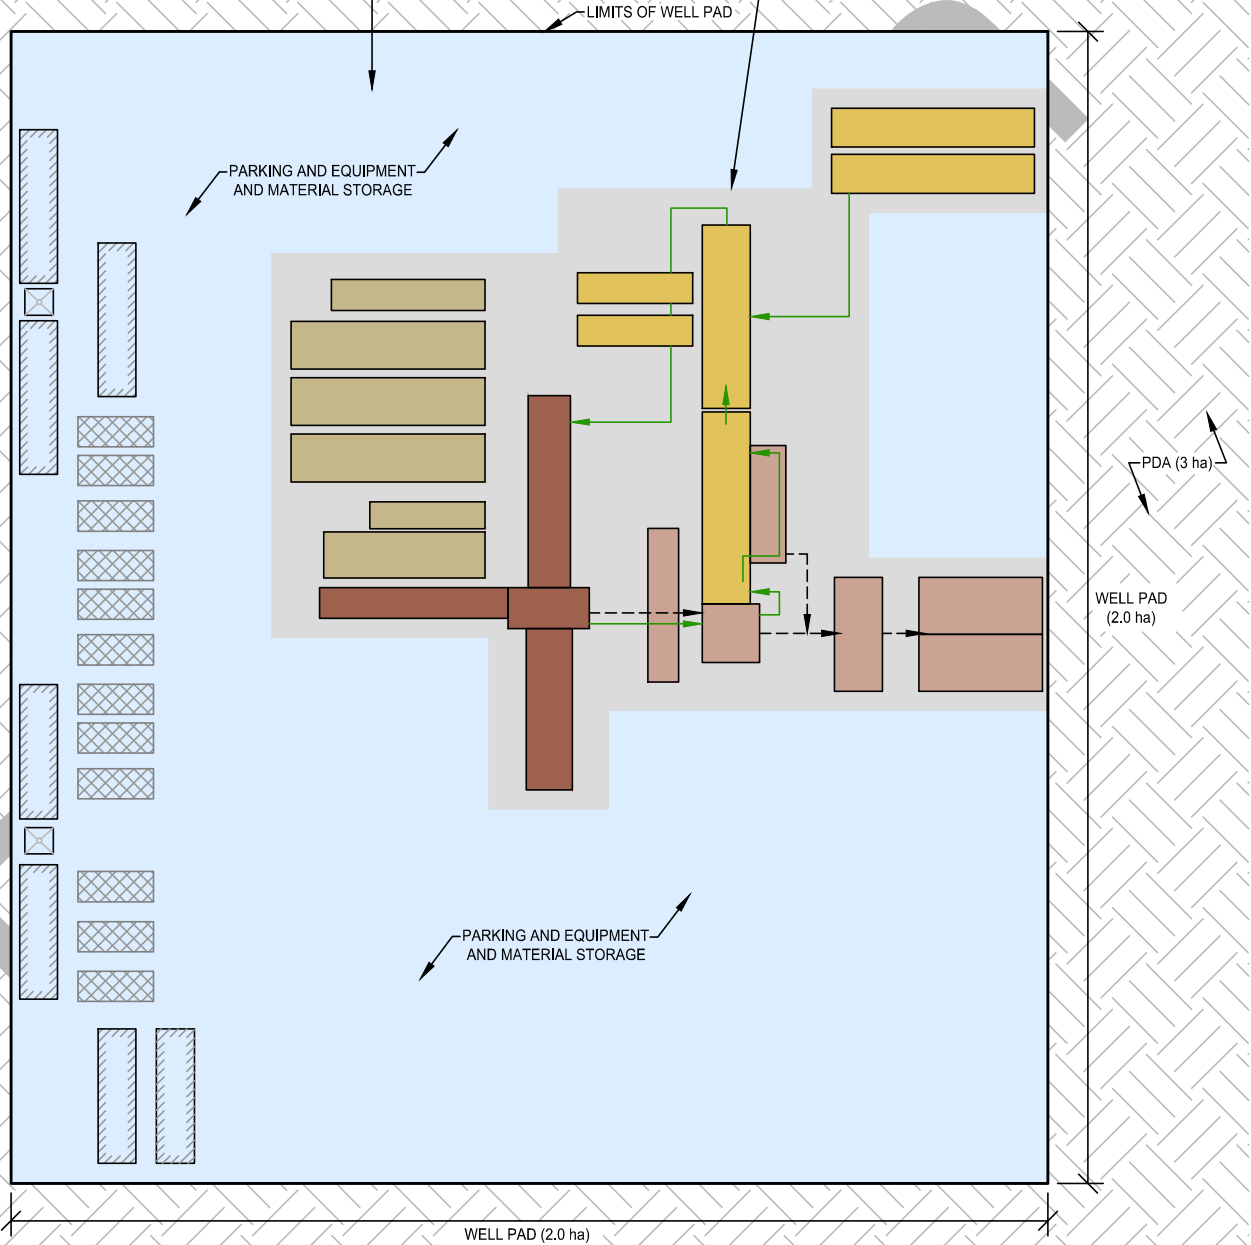 LIMITS OF WELL PAD
PARKING AND EQUIPMENT
AND MATERIAL STORAGE
PDA (3 ha)
WELL PAD
(2.0 ha)
PARKING AND EQUIPMENT
AND MATERIAL STORAGE
WELL PAD (2.0 ha)